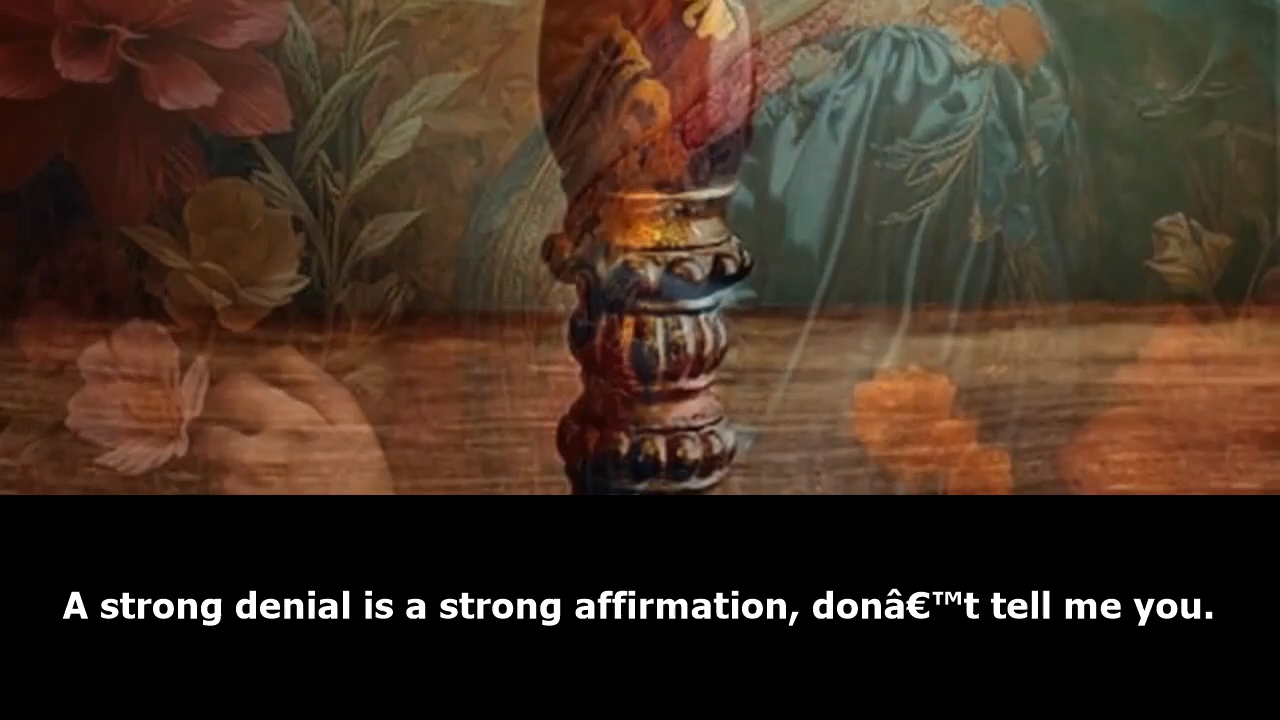 A strong denial is a strong affirmation, donâ€™t tell me you.